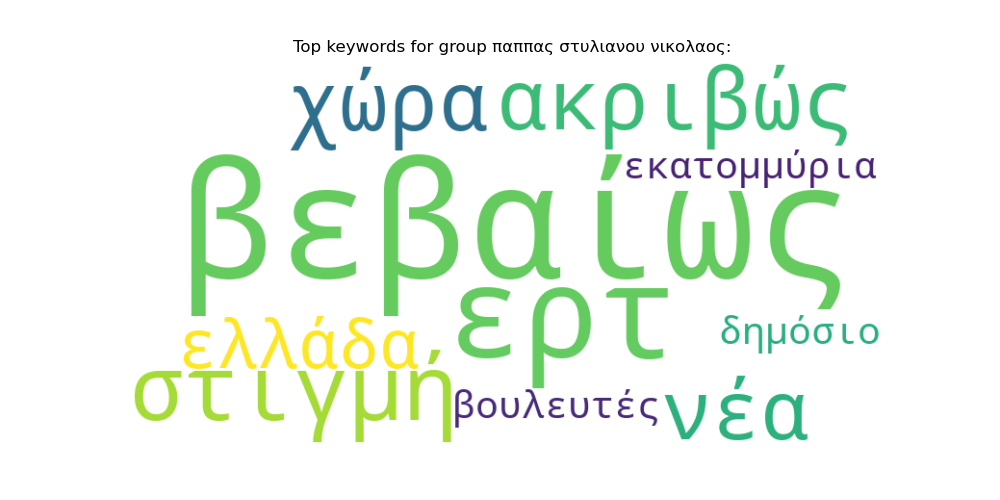 Top keywords for group παππας στυλιανου νικολαος:
χώρα ακριβώς
εκατομμύρια
βεβαίως
ερτ
δημόσιο
ελλάδα
στιγμή
βουλευτές
νέα